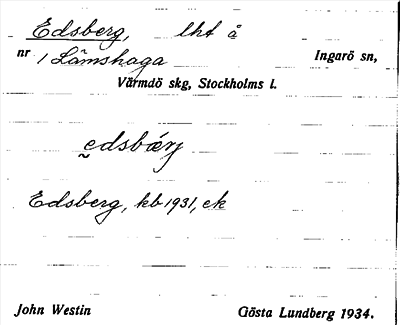 Edsberg, lht å
nr 1 Lämshaga Ingarö sn,
Värmdö skg, Stockholms l.
e̬dsbǽrj
Edsberg, kb 1931, ek
John Westin Gösta Lundberg 1934.